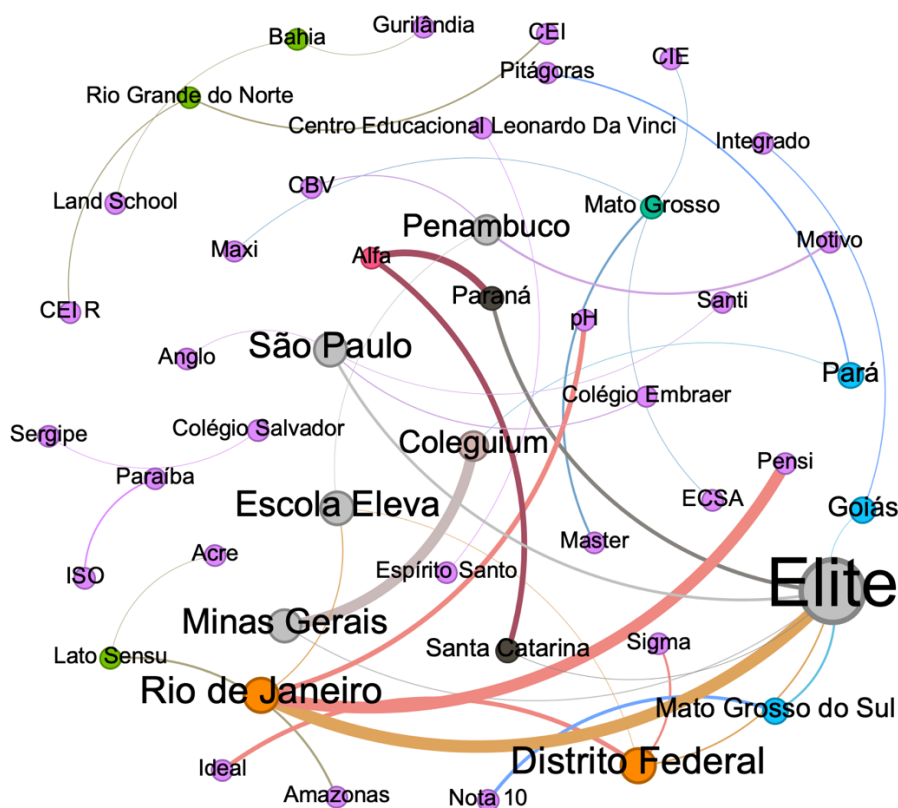 Gurilândia
Bahia
CEI
CIE
Pitágoras
Rio Grande do Norte
Centro Educacional Leonardo Da Vinci
Integrado
CBV
Land School
Mato Grosso
Penambuco
Maxi
Alfa
Motivo
Paraná
Santi
CEI R
pH
São Paulo
Anglo
Pará
Colégio Embraer
Sergipe
Colégio Salvador
Coleguium
Pensi
Paraíba
Escola Eleva
ECSA
Goiás
Acre
Master
ISO
Espírito Santo
Elite
Minas Gerais
Santa Catarina
Sigma
Lato Sensu
Rio de Janeiro
Mato Grosso do Sul
Ideal
Distrito Federal
Amazonas
Nota 10